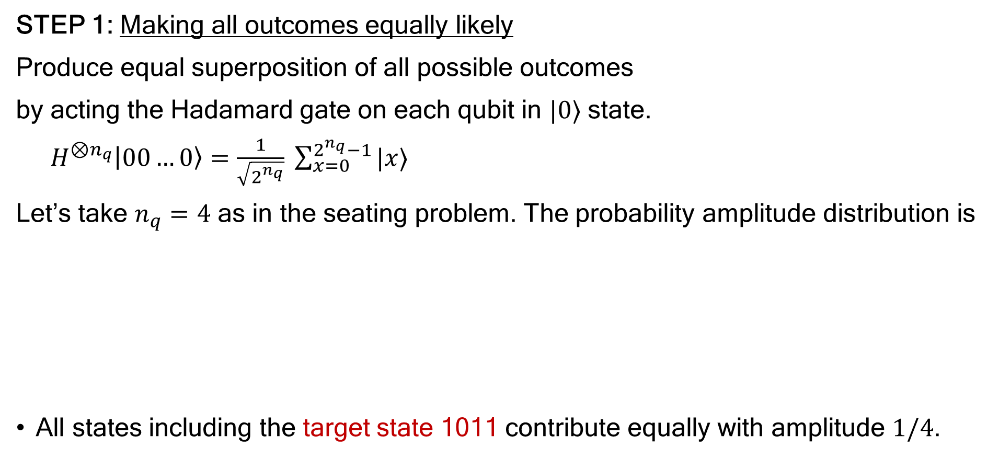 STEP 1: Making all outcomes equally likely
Produce equal superposition of all possible outcomes
by acting the Hadamard gate on each qubit in |0⟩ state.
$H^{\otimes n_q}|00 \ldots 0\rangle = \frac{1}{\sqrt{2^{n_q}}} \sum_{x=0}^{2^{n_q}-1} |x\rangle$
Let’s take $n_q = 4$ as in the seating problem. The probability amplitude distribution is
• All states including the target state 1011 contribute equally with amplitude 1/4.